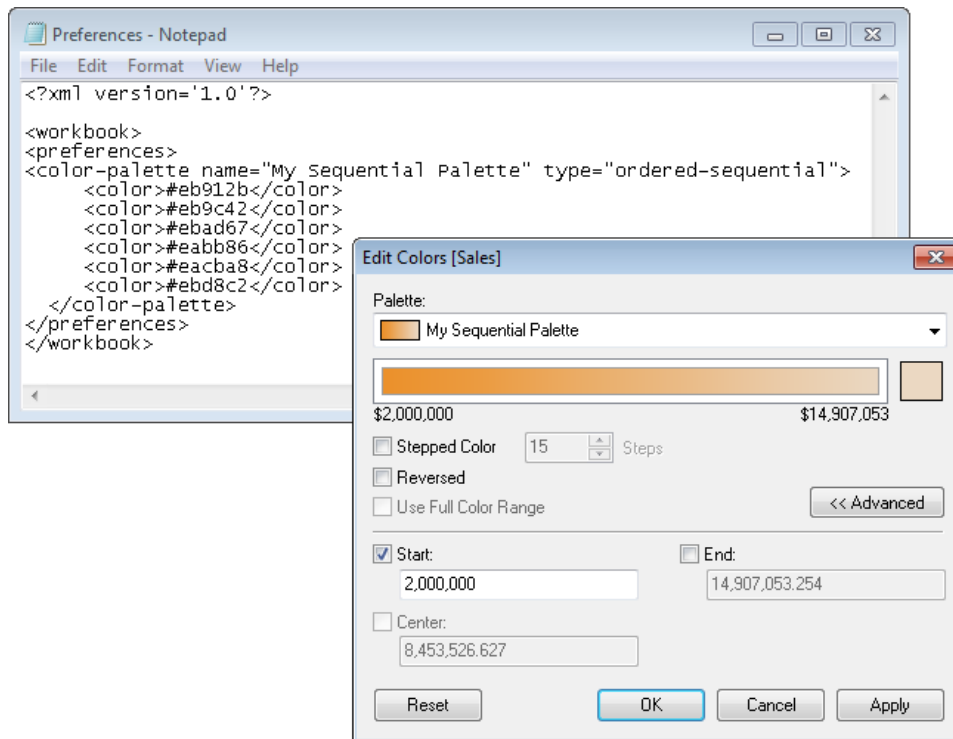 Preferences - Notepad
File Edit Format View Help
<?xml version='1.0'?>
<workbook>
<preferences>
<color-palette name="My Sequential Palette" type="ordered-sequential">
<color>#eb912b</color>
<color>#eb9c42</color>
<color>#ebad67</color>
<color>#eabb86</color>
<color>#eacba8</color>
<color>#ebd8c2</color>
</color-palette>
</preferences>
</workbook>
Edit Colors [Sales]
Palette:
My Sequential Palette
$2,000,000 $14,907,053
Stepped Color 15 Steps
Reversed
Use Full Color Range << Advanced
Start: End:
2,000,000 14,907,053.254
Center:
8,453,526.627
Reset OK Cancel Apply